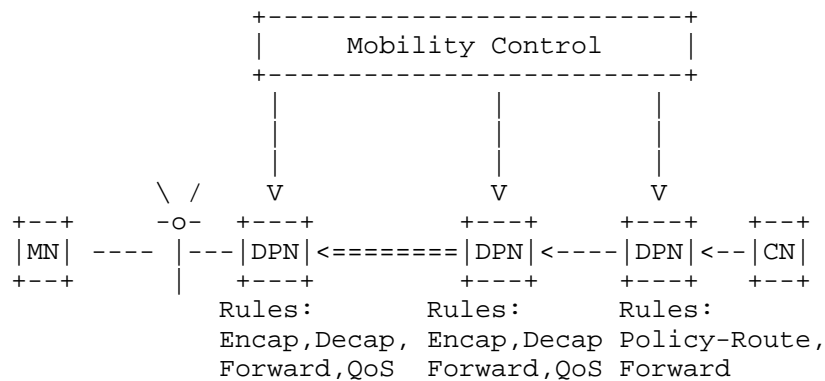 Mobility Control
V V V
MN DPN DPN DPN CN
Rules: Rules: Rules:
Encap,Decap, Encap,Decap Policy-Route,
Forward,QoS Forward,QoS Forward